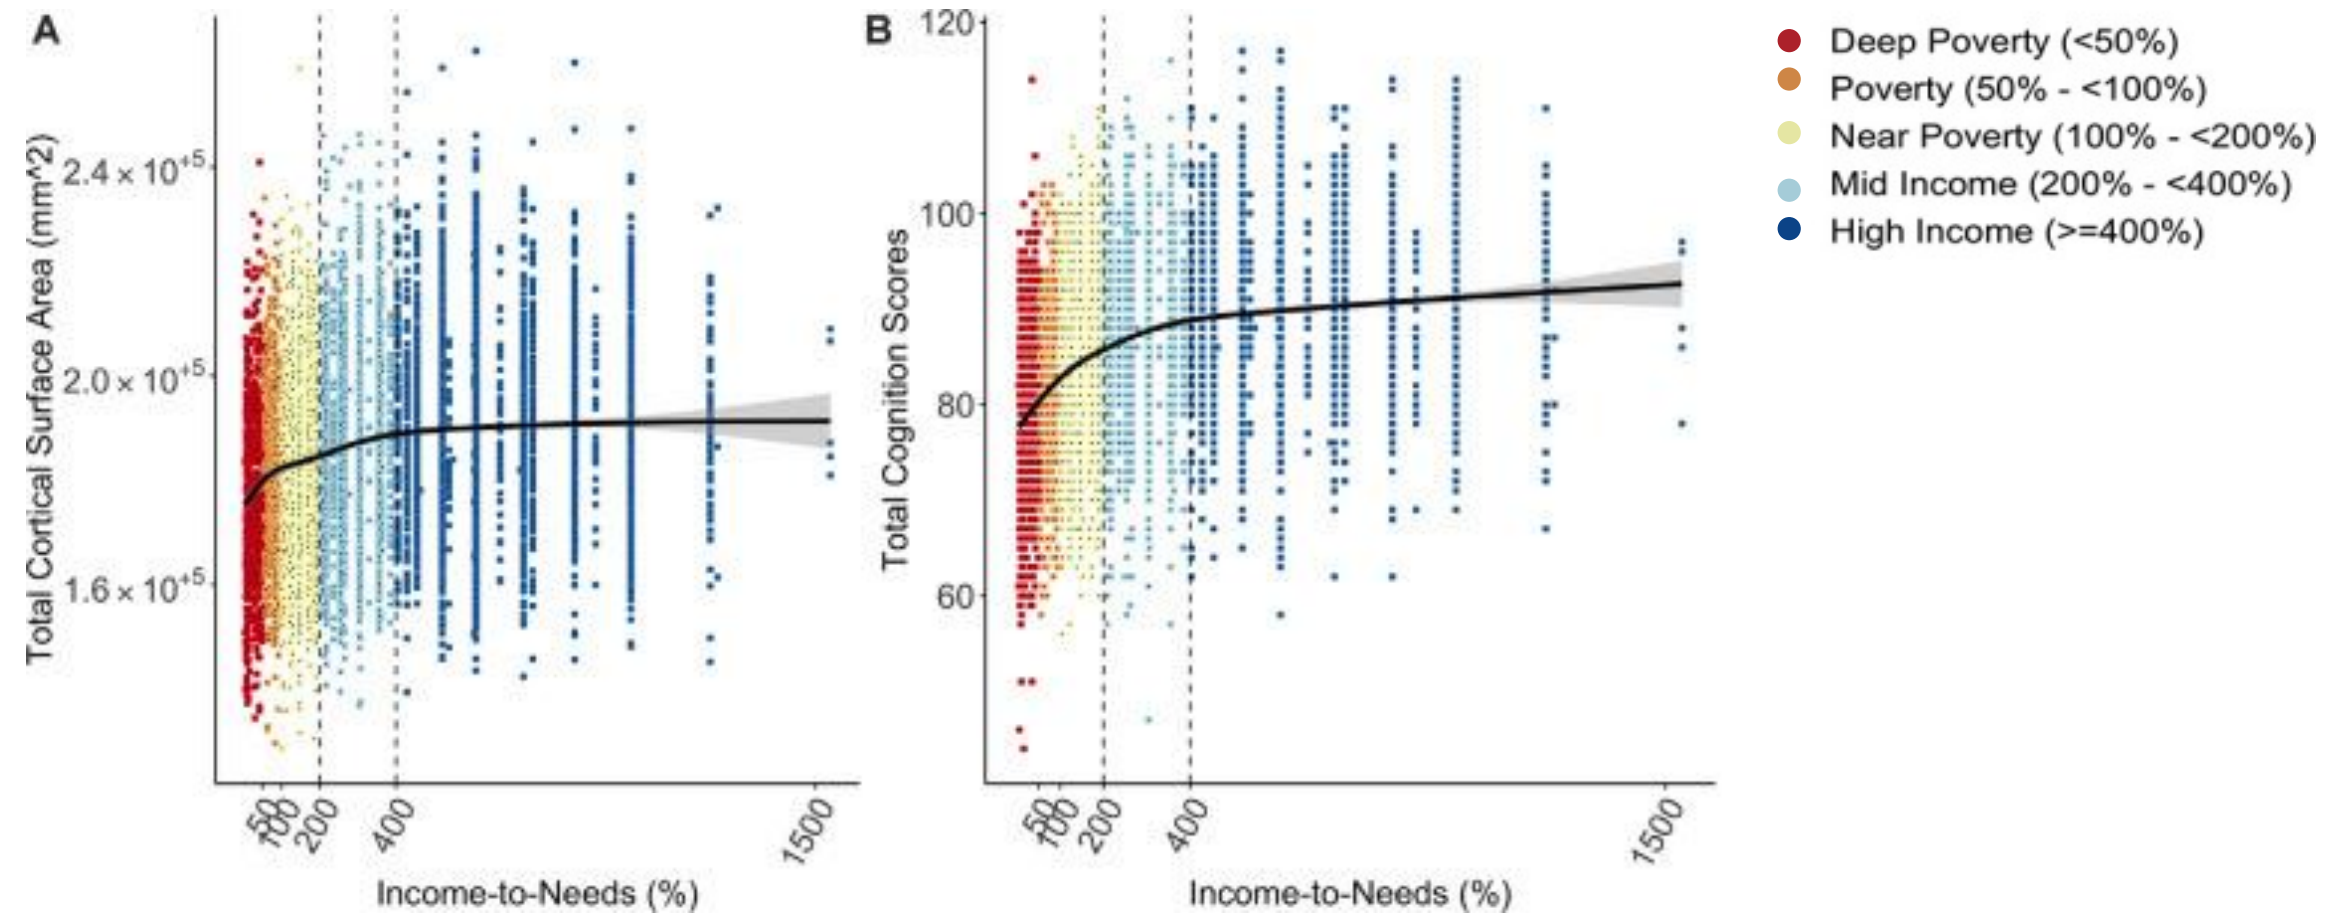 A
Total Cortical Surface Area (mm^2)
2.4 × 10+5
2.0 × 10+5
1.6 × 10+5
50
100
200
400
1500
Income-to-Needs (%)
B
Total Cognition Scores
120
100
80
60
50
100
200
400
1500
Income-to-Needs (%)
Deep Poverty (<50%)
Poverty (50% - <100%)
Near Poverty (100% - <200%)
Mid Income (200% - <400%)
High Income (>=400%)